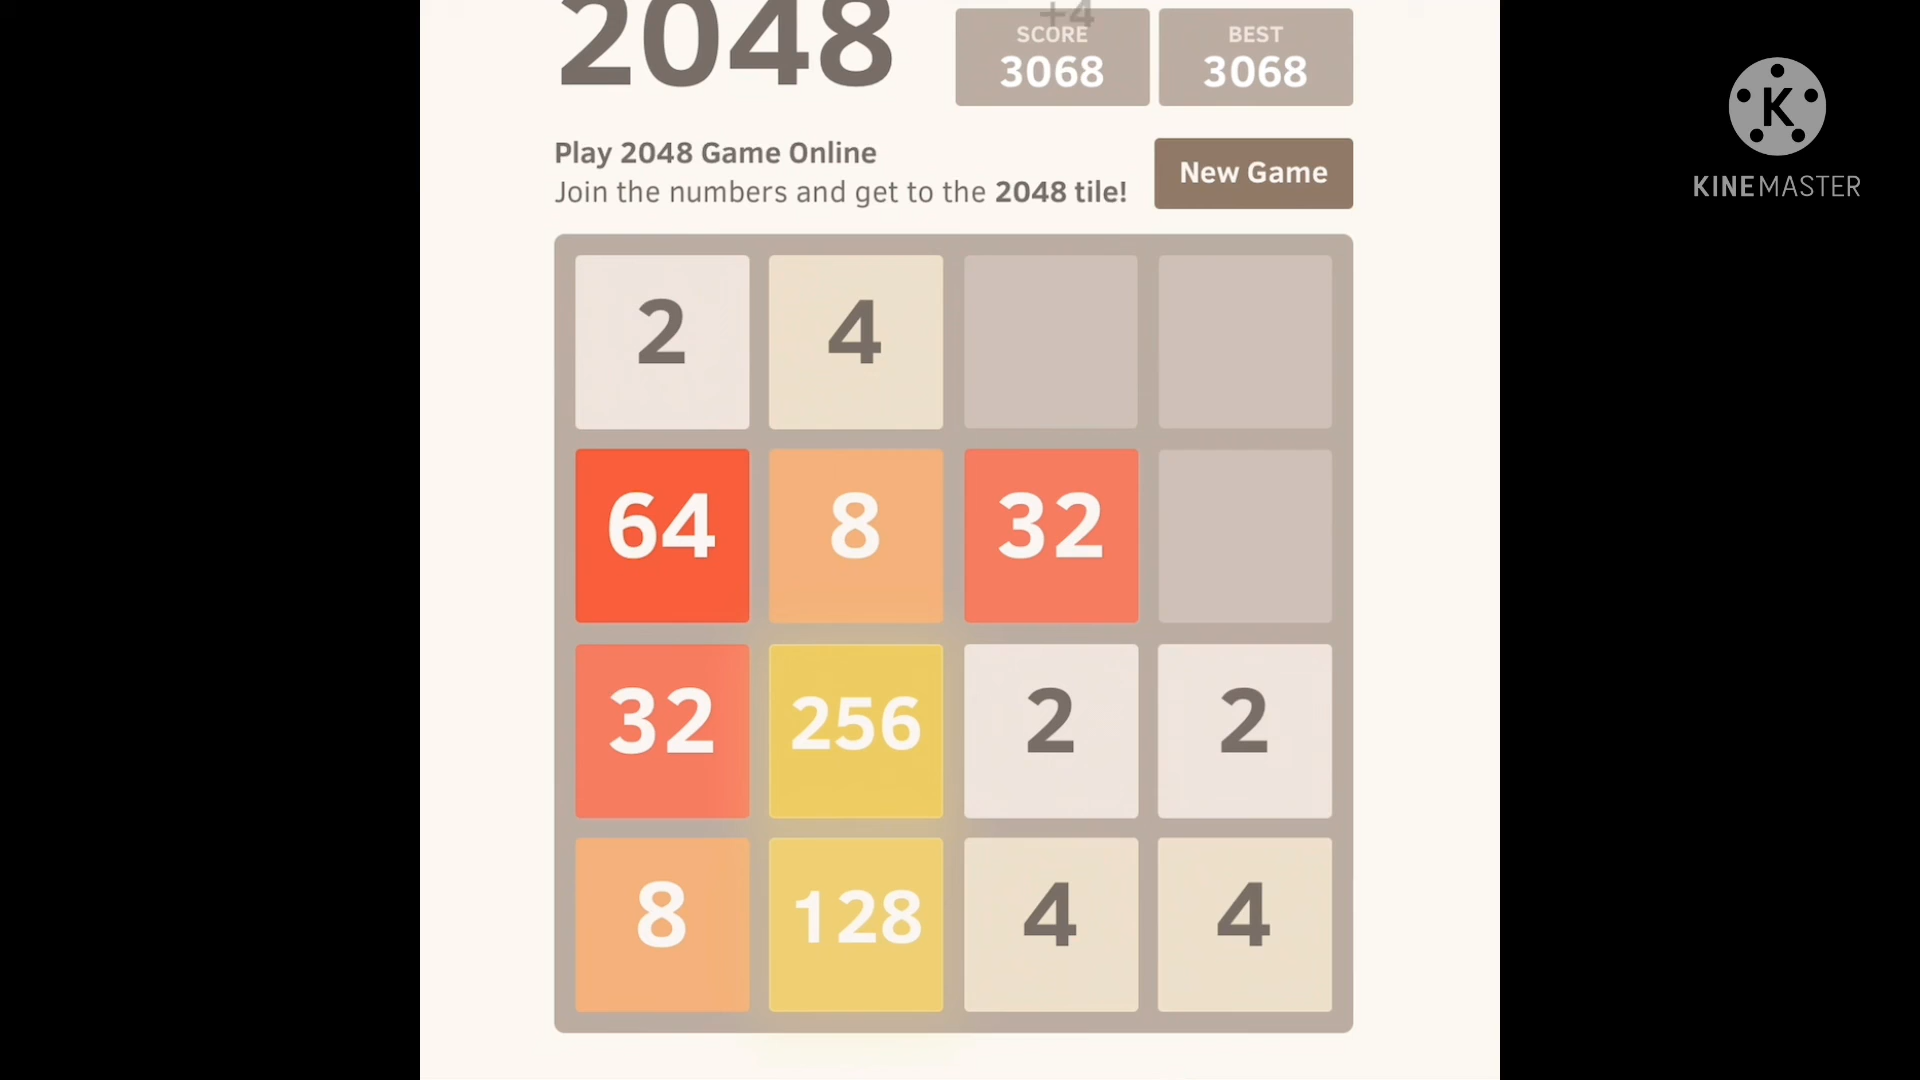 2048
+4
SCORE
3068
BEST
3068
Play 2048 Game Online
Join the numbers and get to the 2048 tile!
New Game
K
KINEMASTER
2 4
64 8 32
32 256 2 2
8 128 4 4